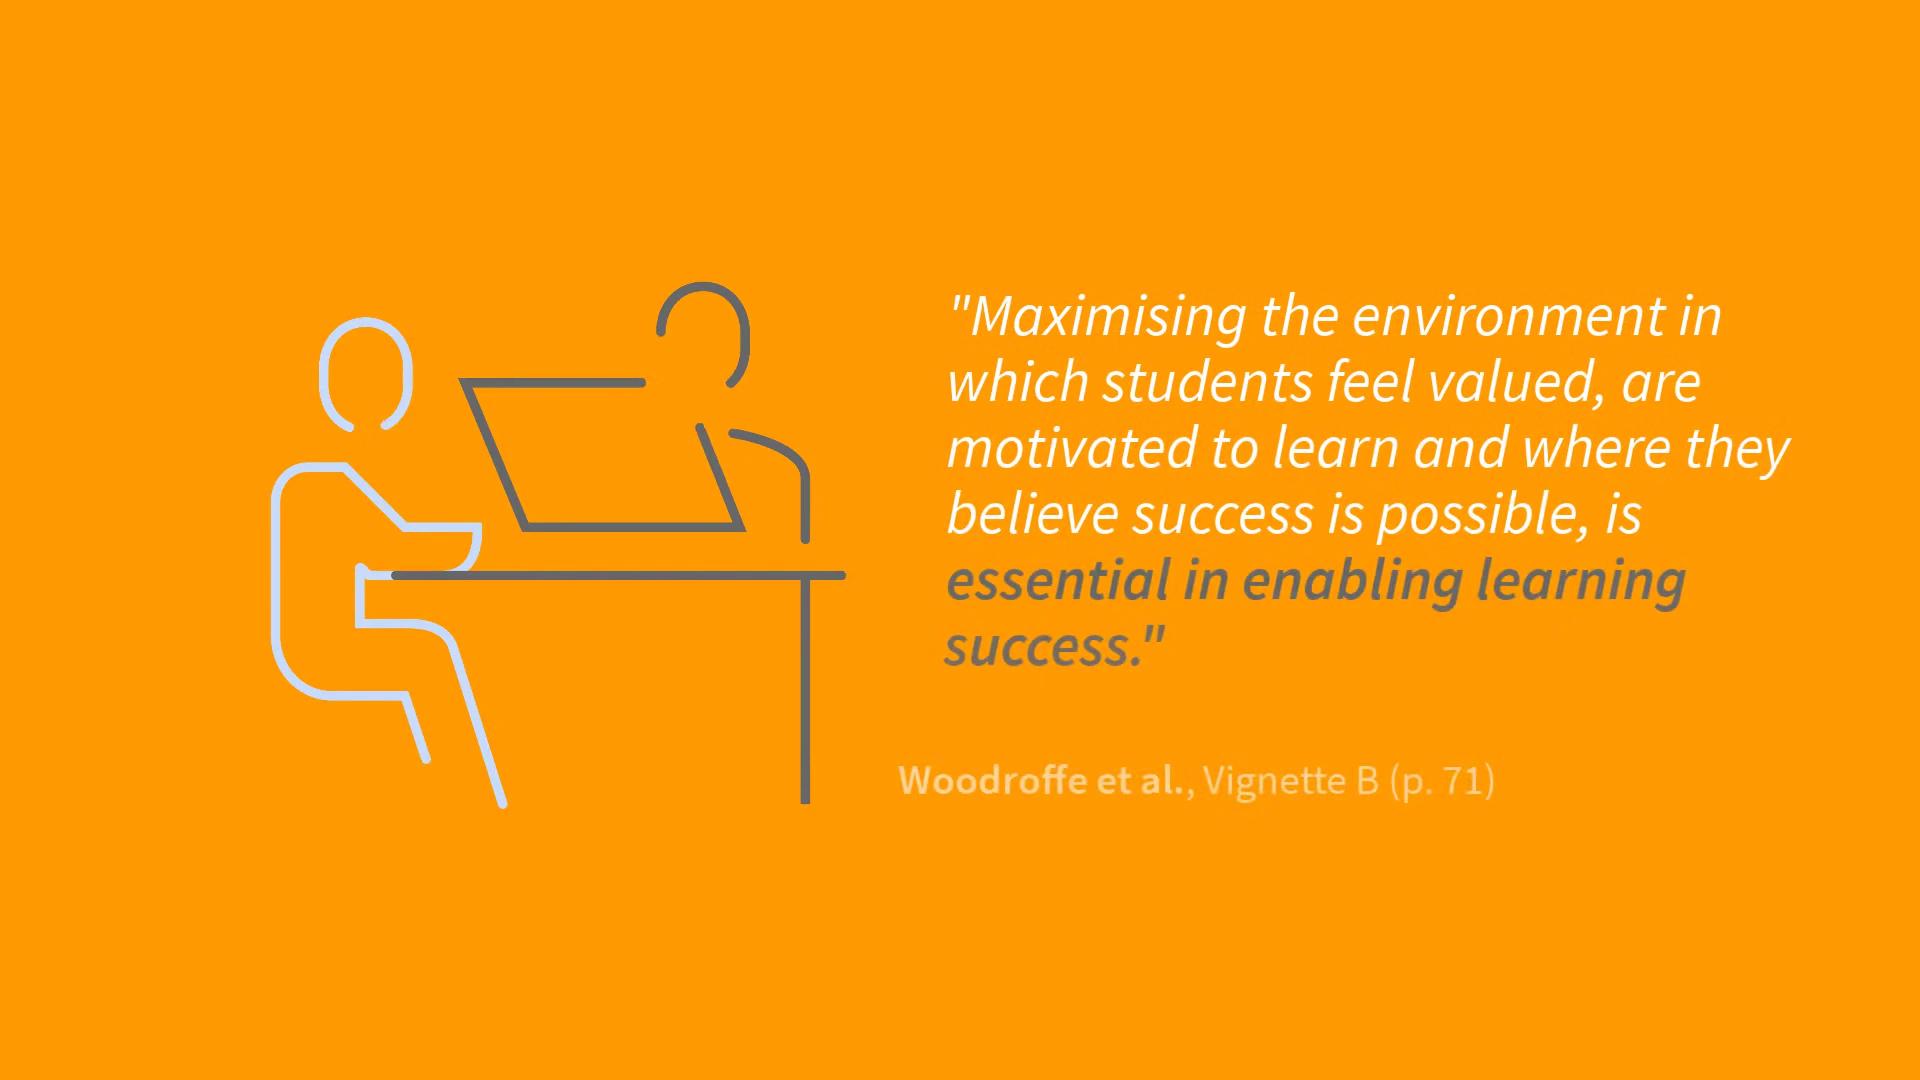 "Maximising the environment in
which students feel valued, are
motivated to learn and where they
believe success is possible, is
essential in enabling learning
success."
Woodroffe et al., Vignette B (p. 71)